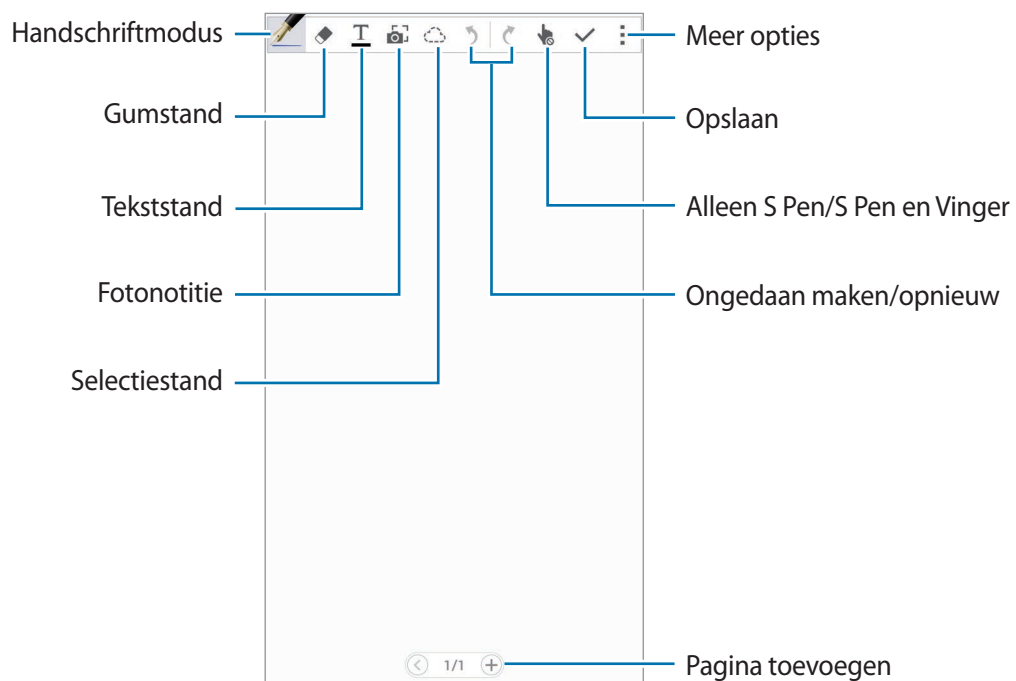 Handschriftmodus
Gumstand
Tekststand
Fotonotitie
Selectiestand
T
Meer opties
Opslaan
Alleen S Pen/S Pen en Vinger
Ongedaan maken/opnieuw
1/1
Pagina toevoegen